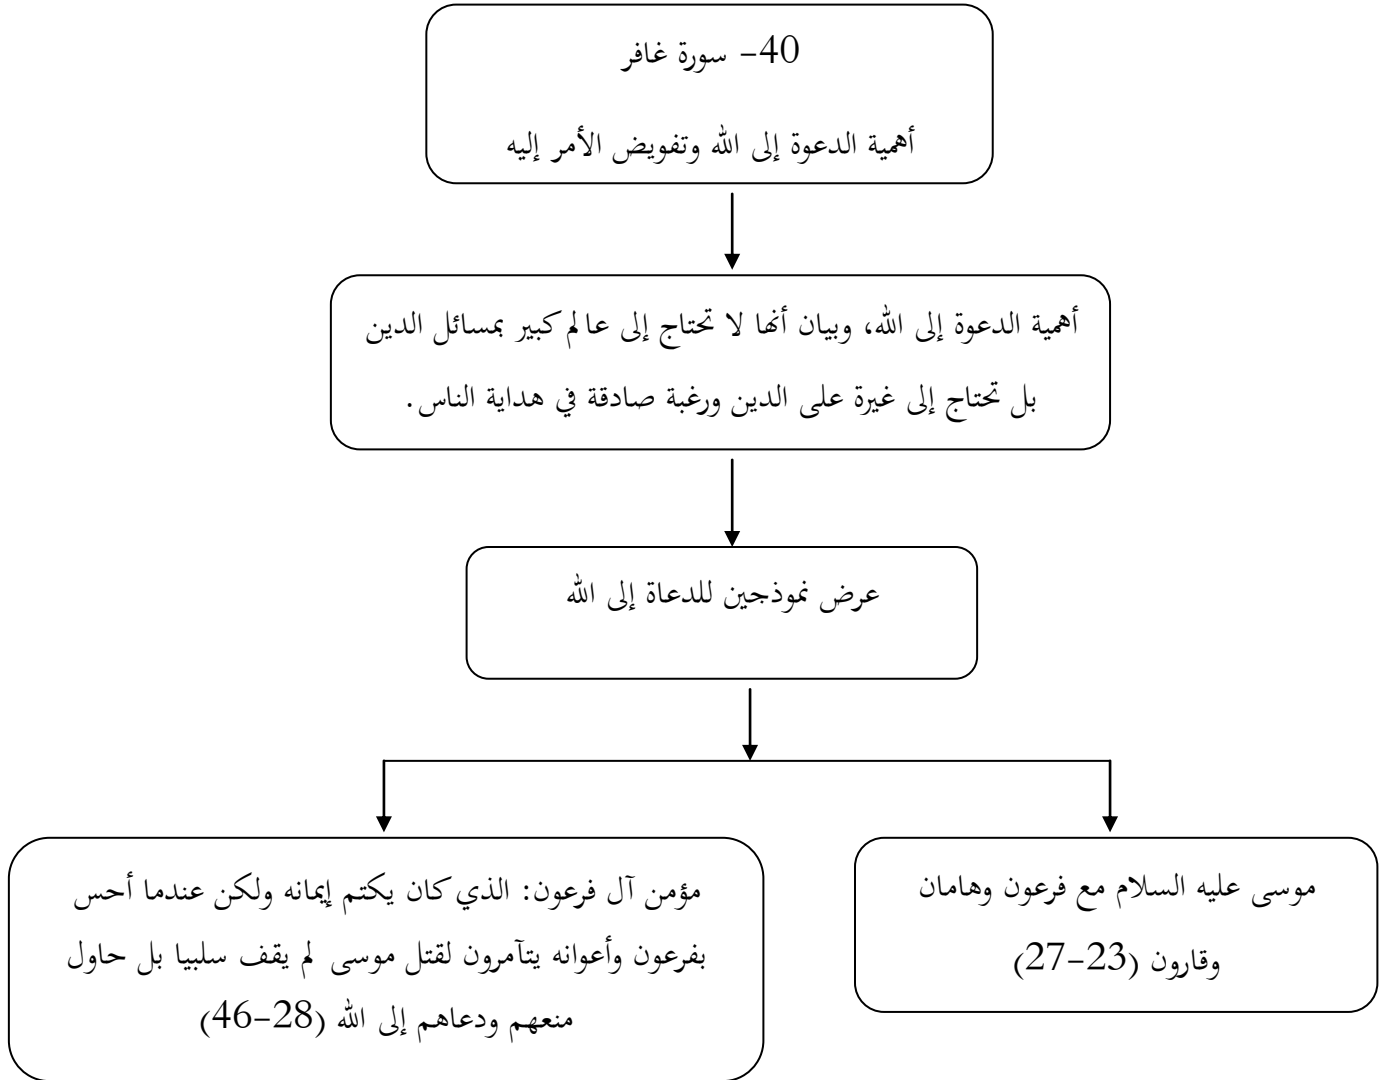 40- سورة غافر
أهمية الدعوة إلى الله وتفويض الأمر إليه
أهمية الدعوة إلى الله، وبيان أنها لا تحتاج إلى عالم كبير بمسائل الدين
بل تحتاج إلى غيرة على الدين ورغبة صادقة في هداية الناس.
عرض نموذجين للدعاة إلى الله
موسى عليه السلام مع فرعون وهامان
وقارون (23-27)
مؤمن آل فرعون: الذي كان يكتم إيمانه ولكن عندما أحس
بفرعون وأعوانه يتآمرون لقتل موسى لم يقف سلبيا بل حاول
منعهم ودعاهم إلى الله (28-46)